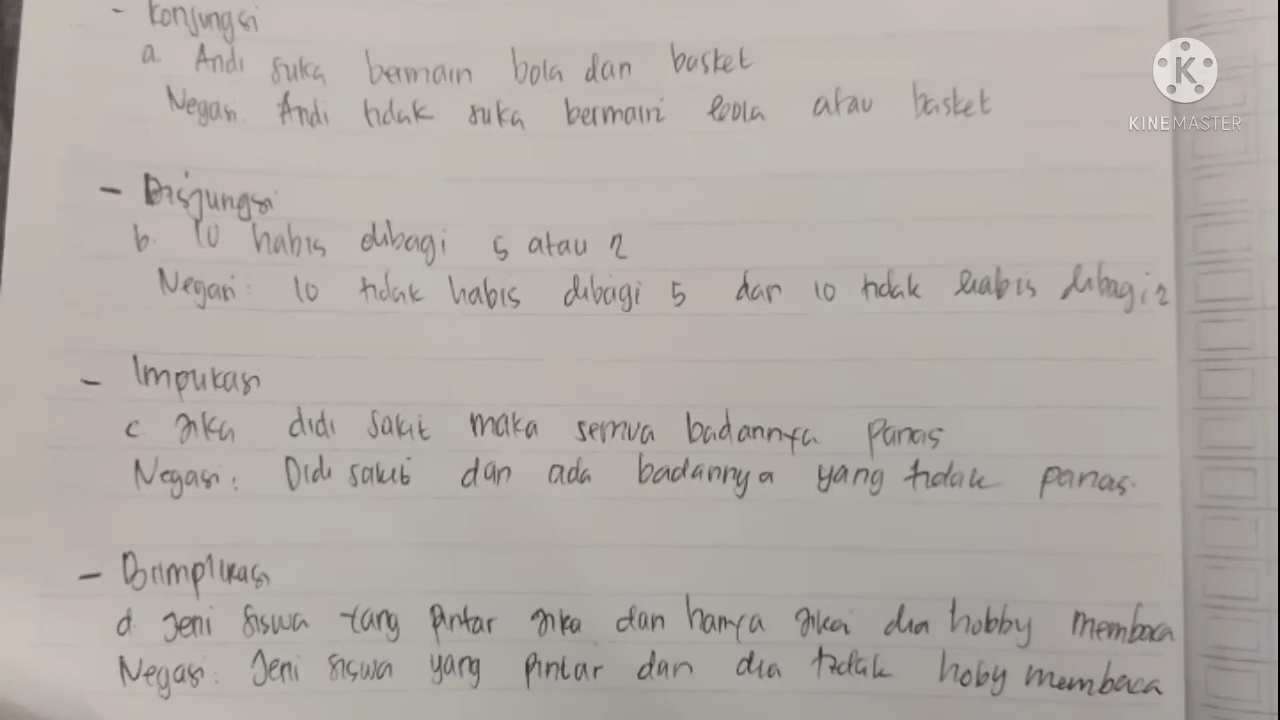 - Konjungsi
a. Andi suka bermain bola dan basket
Negasi. Andi tidak suka bermain bola atau basket
KINEMASTER
- Disjungsi
b. 10 habis dibagi 5 atau 2
Negasi: 10 tidak habis dibagi 5 dan 10 tidak habis dibagi 2
- Implikasi
c. Jika didi sakit maka semua badannya panas
Negasi: Didi sakit dan ada badannya yang tidak panas.
- Biimplikasi
d. Jeni siswa yang pintar jika dan hanya jika dia hobby membaca
Negasi: Jeni siswa yang pintar dan dia tidak hoby membaca